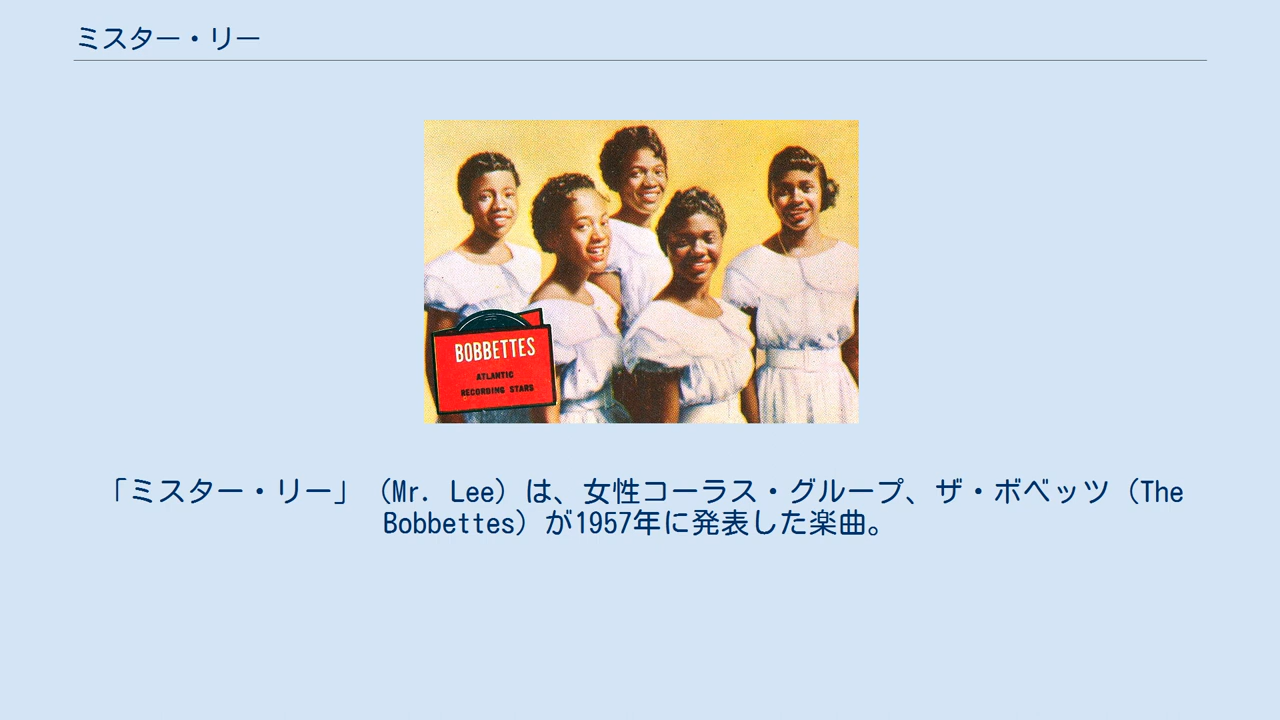 ミスター・リー
BOBBETTES
ATLANTIC
RECORDING STARS
「ミスター・リー」（Mr. Lee）は、女性コーラス・グループ、ザ・ボベッツ（The
Bobbettes）が1957年に発表した楽曲。